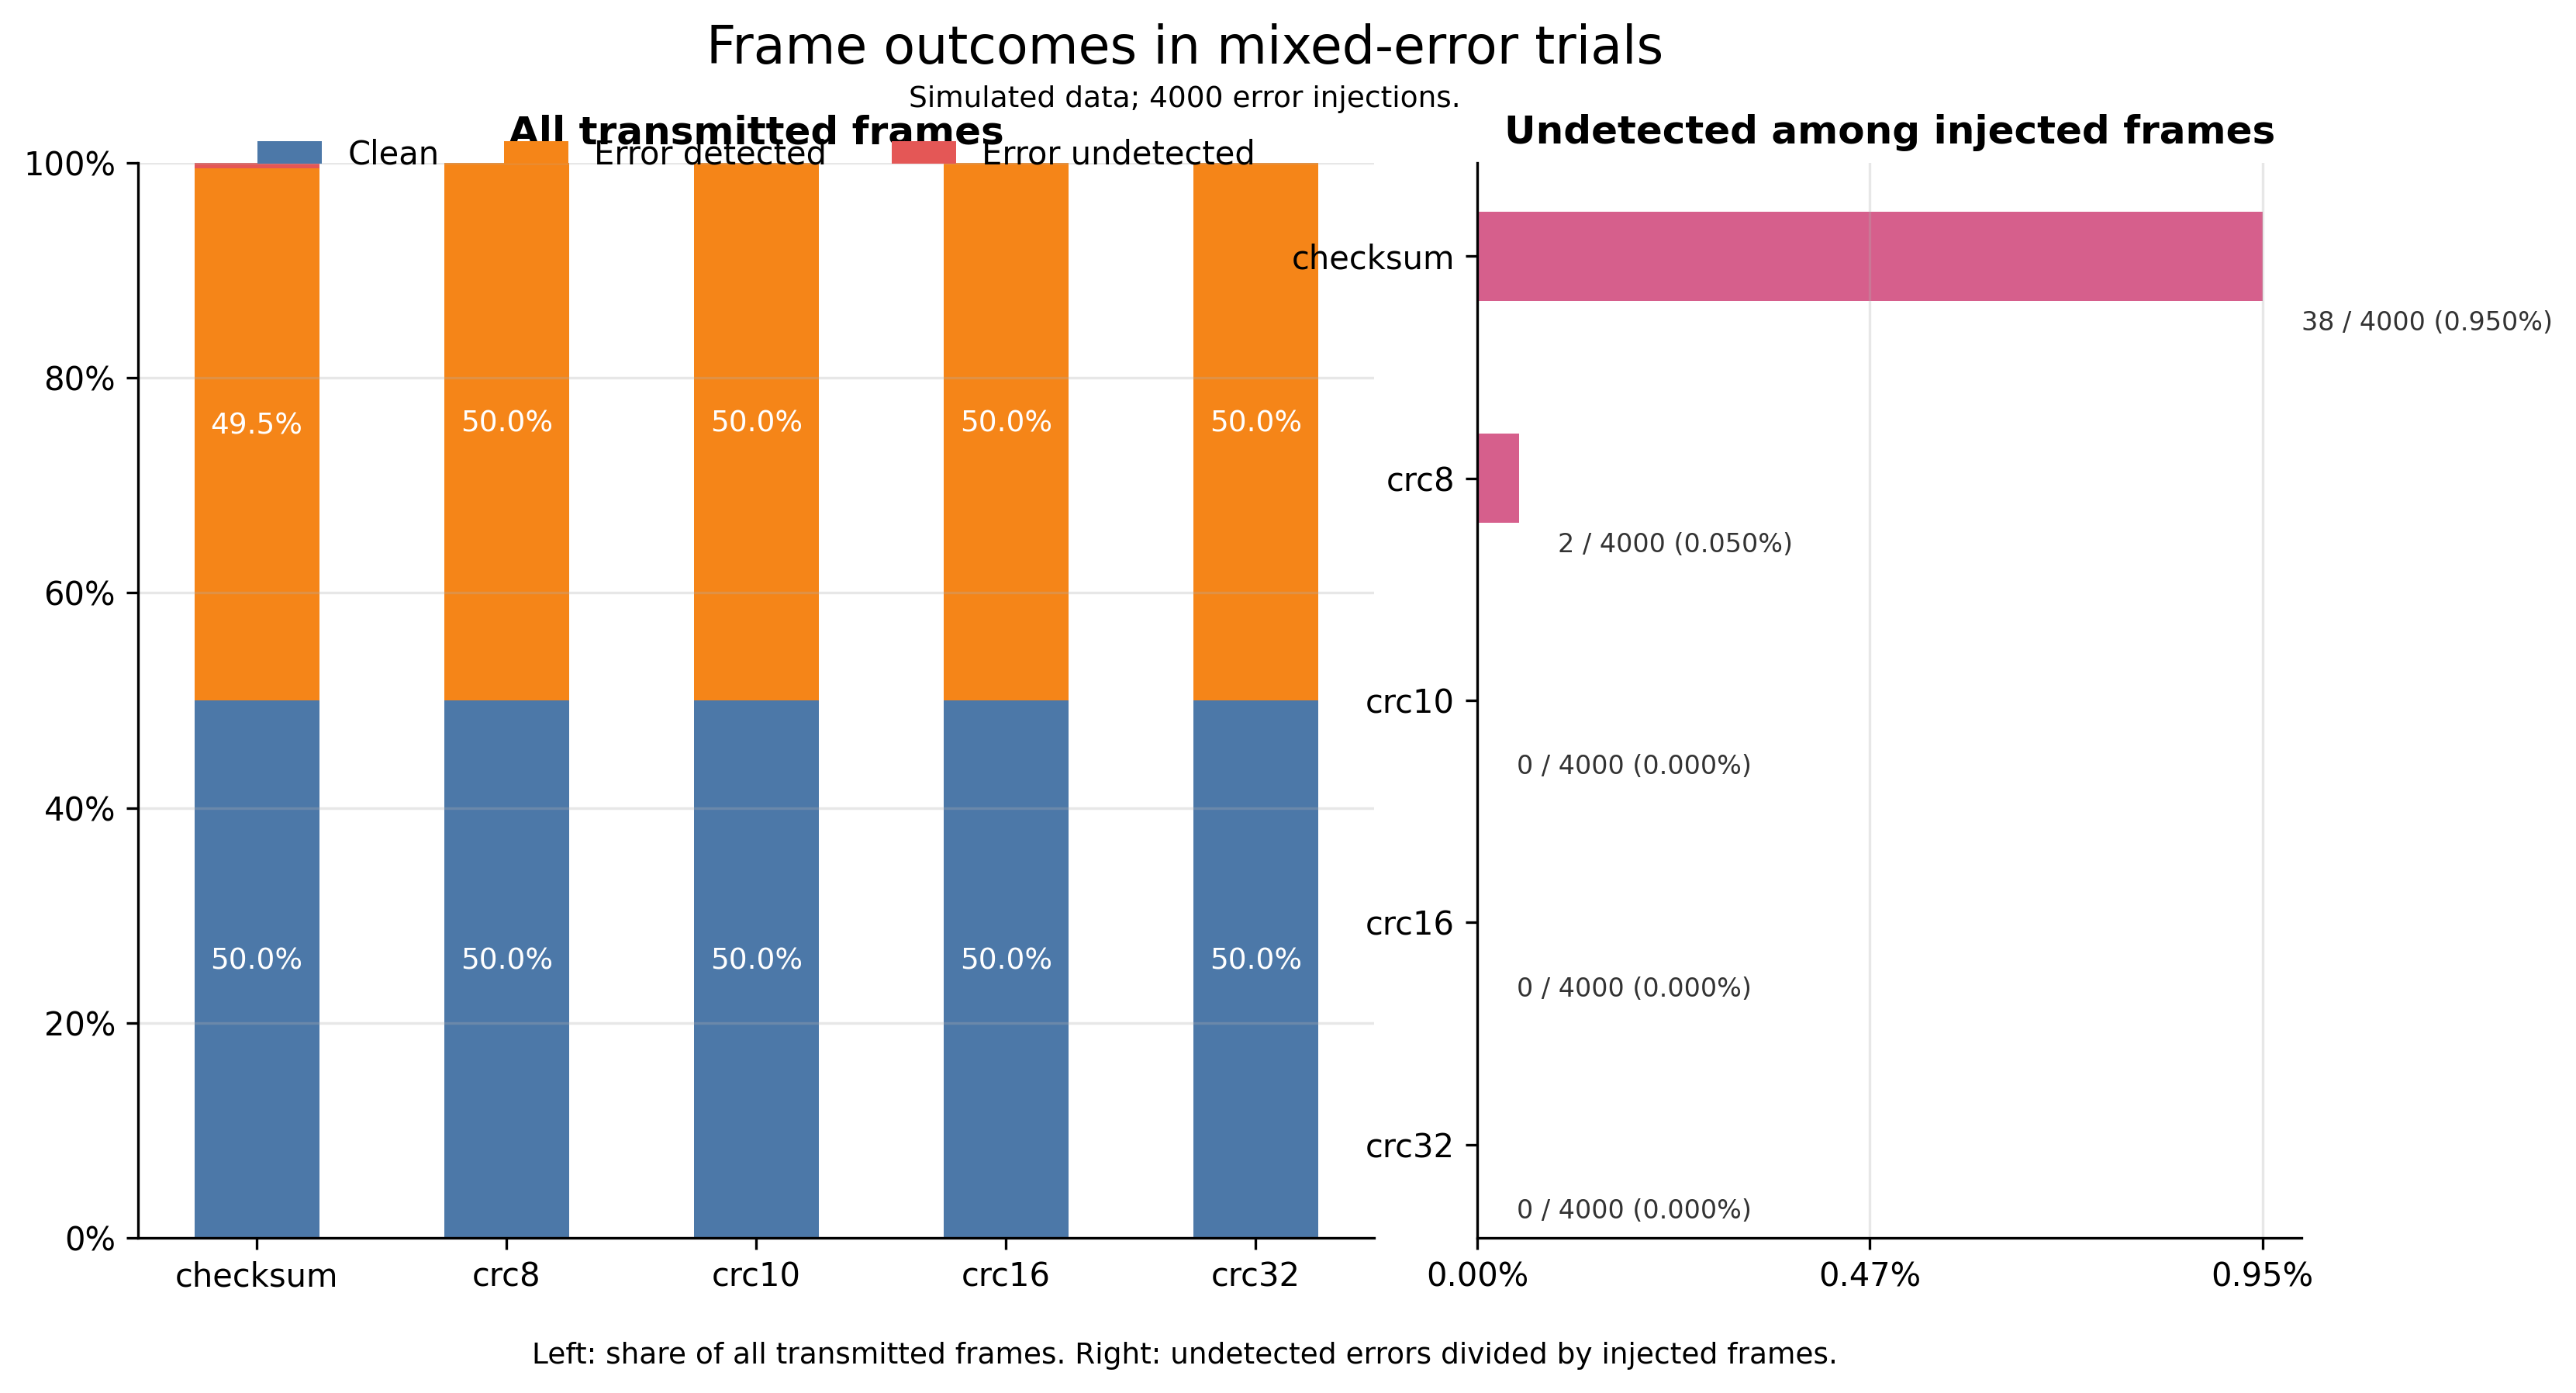 Frame outcomes in mixed-error trials
Simulated data; 4000 error injections.
All transmitted frames
Clean Error detected Error undetected
100%
80%
60%
40%
20%
0%
49.5% 50.0% 50.0% 50.0% 50.0%
50.0% 50.0% 50.0% 50.0% 50.0%
checksum crc8 crc10 crc16 crc32
Undetected among injected frames
checksum
38 / 4000 (0.950%)
crc8
2 / 4000 (0.050%)
crc10
0 / 4000 (0.000%)
crc16
0 / 4000 (0.000%)
crc32
0 / 4000 (0.000%)
0.00% 0.47% 0.95%
Left: share of all transmitted frames. Right: undetected errors divided by injected frames.